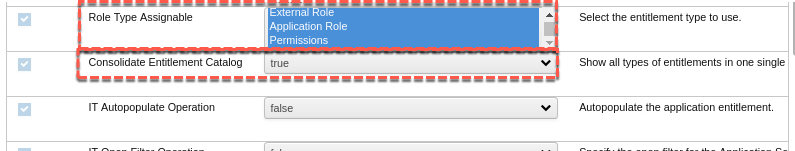 External Role
Role Type Assignable
Application Role
Select the entitlement type to use.
Permissions
Consolidate Entitlement Catalog
true
Show all types of entitlements in one single
IT Autopopulate Operation
false
Autopopulate the application entitlement.
IT Open Filter Operation
Specify the open filter for the Application